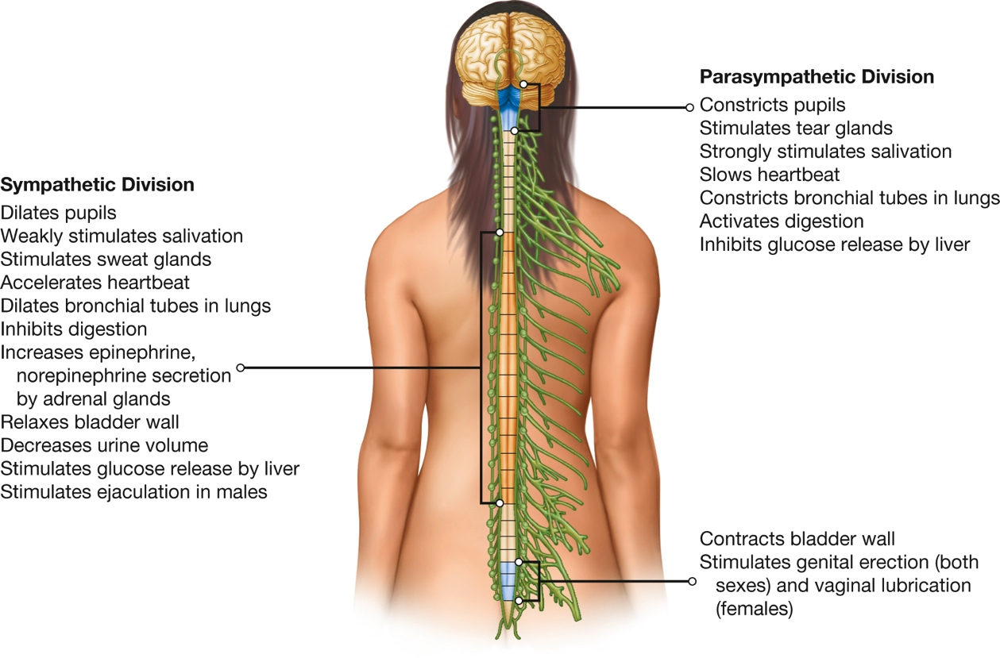 Sympathetic Division
Dilates pupils
Weakly stimulates salivation
Stimulates sweat glands
Accelerates heartbeat
Dilates bronchial tubes in lungs
Inhibits digestion
Increases epinephrine,
norepinephrine secretion
by adrenal glands
Relaxes bladder wall
Decreases urine volume
Stimulates glucose release by liver
Stimulates ejaculation in males
Parasympathetic Division
Constricts pupils
Stimulates tear glands
Strongly stimulates salivation
Slows heartbeat
Constricts bronchial tubes in lungs
Activates digestion
Inhibits glucose release by liver
Contracts bladder wall
Stimulates genital erection (both
sexes) and vaginal lubrication
(females)